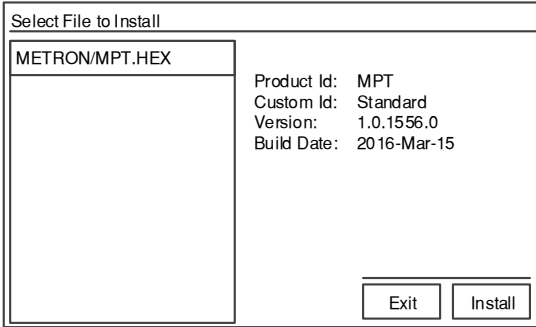 Select File to Install
METRON/MPT.HEX
Product Id: MPT
Custom Id: Standard
Version: 1.0.1556.0
Build Date: 2016-Mar-15
Exit
Install